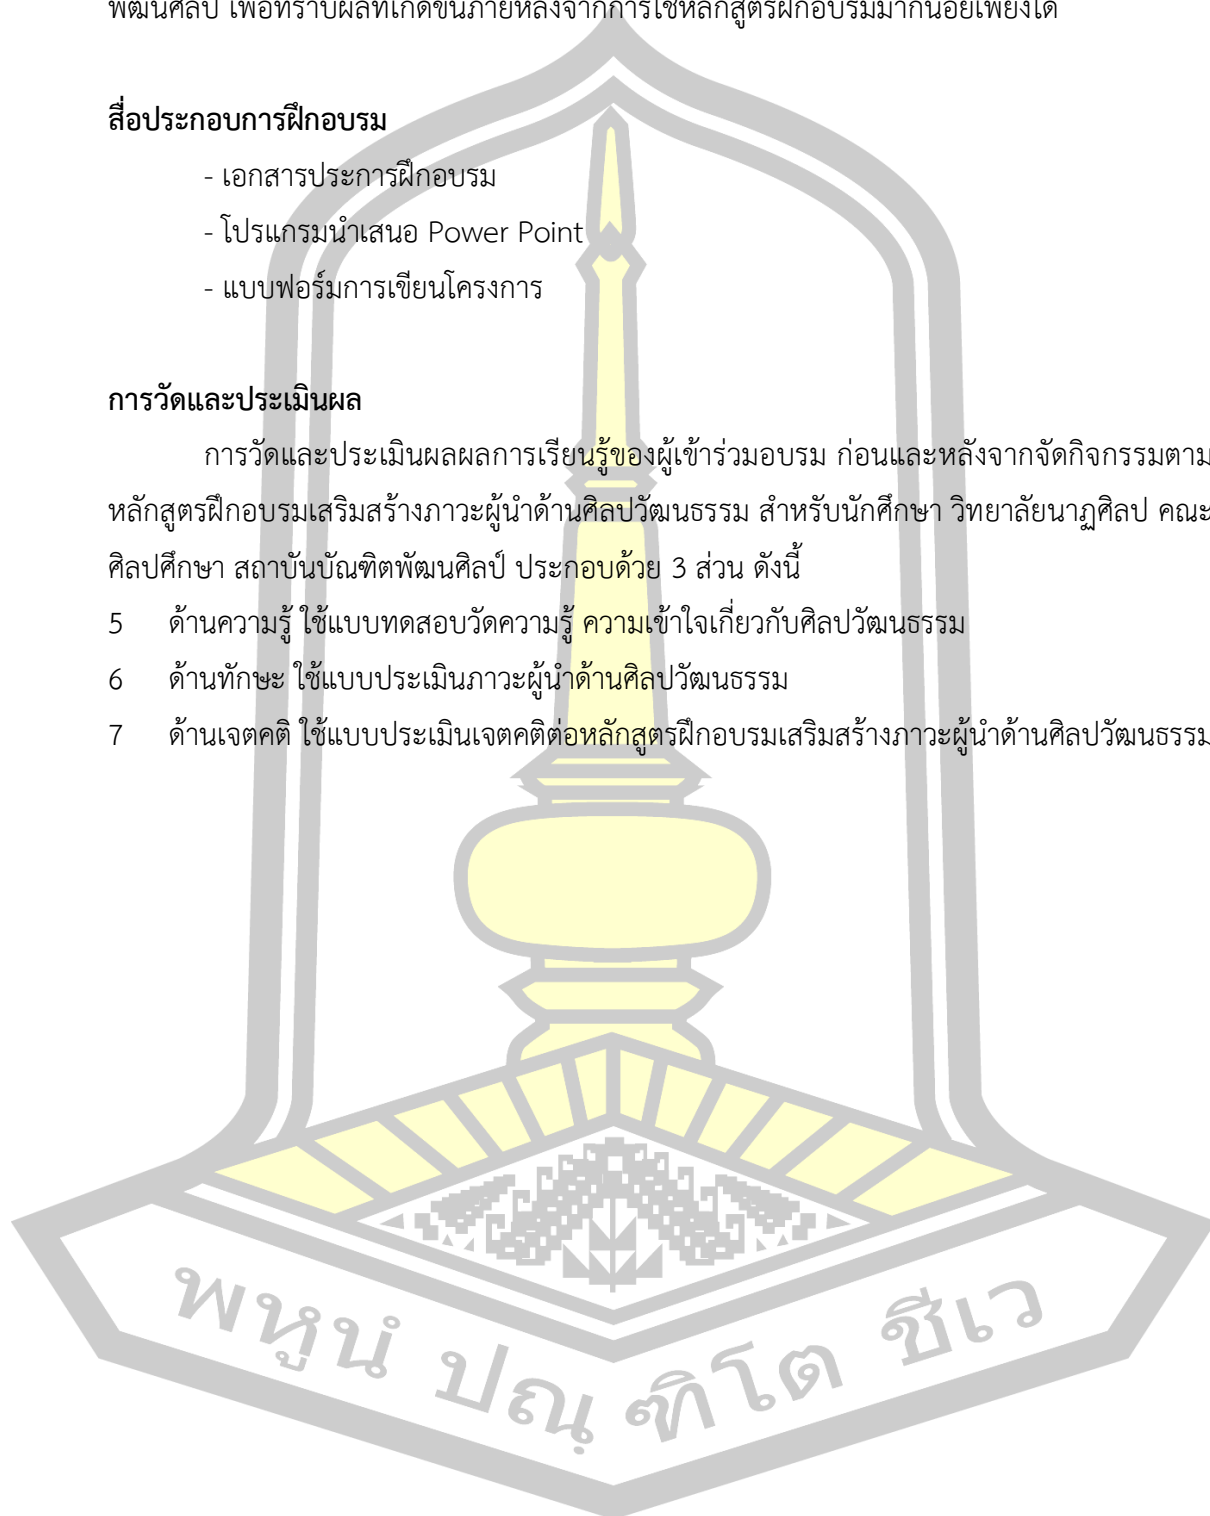 พัฒนศิลป์ เพื่อทราบผลที่เกิดขึ้นภายหลังจากการใช้หลักสูตรฝึกอบรมมากน้อยเพียงใด
สื่อประกอบการฝึกอบรม
- เอกสารประการฝึกอบรม
- โปรแกรมนำเสนอ Power Point
- แบบฟอร์มการเขียนโครงการ
การวัดและประเมินผล
การวัดและประเมินผลผลการเรียนรู้ของผู้เข้าร่วมอบรม ก่อนและหลังจากจัดกิจกรรมตาม
หลักสูตรฝึกอบรมเสริมสร้างภาวะผู้นำด้านศิลปวัฒนธรรม สำหรับนักศึกษา วิทยาลัยนาฏศิลป คณะ
ศิลปศึกษา สถาบันบัณฑิตพัฒนศิลป์ ประกอบด้วย 3 ส่วน ดังนี้
5 ด้านความรู้ ใช้แบบทดสอบวัดความรู้ ความเข้าใจเกี่ยวกับศิลปวัฒนธรรม
6 ด้านทักษะ ใช้แบบประเมินภาวะผู้นำด้านศิลปวัฒนธรรม
7 ด้านเจตคติ ใช้แบบประเมินเจตคติต่อหลักสูตรฝึกอบรมเสริมสร้างภาวะผู้นำด้านศิลปวัฒนธรรม
พหูนํ ปณฺฑิโต ชีเว